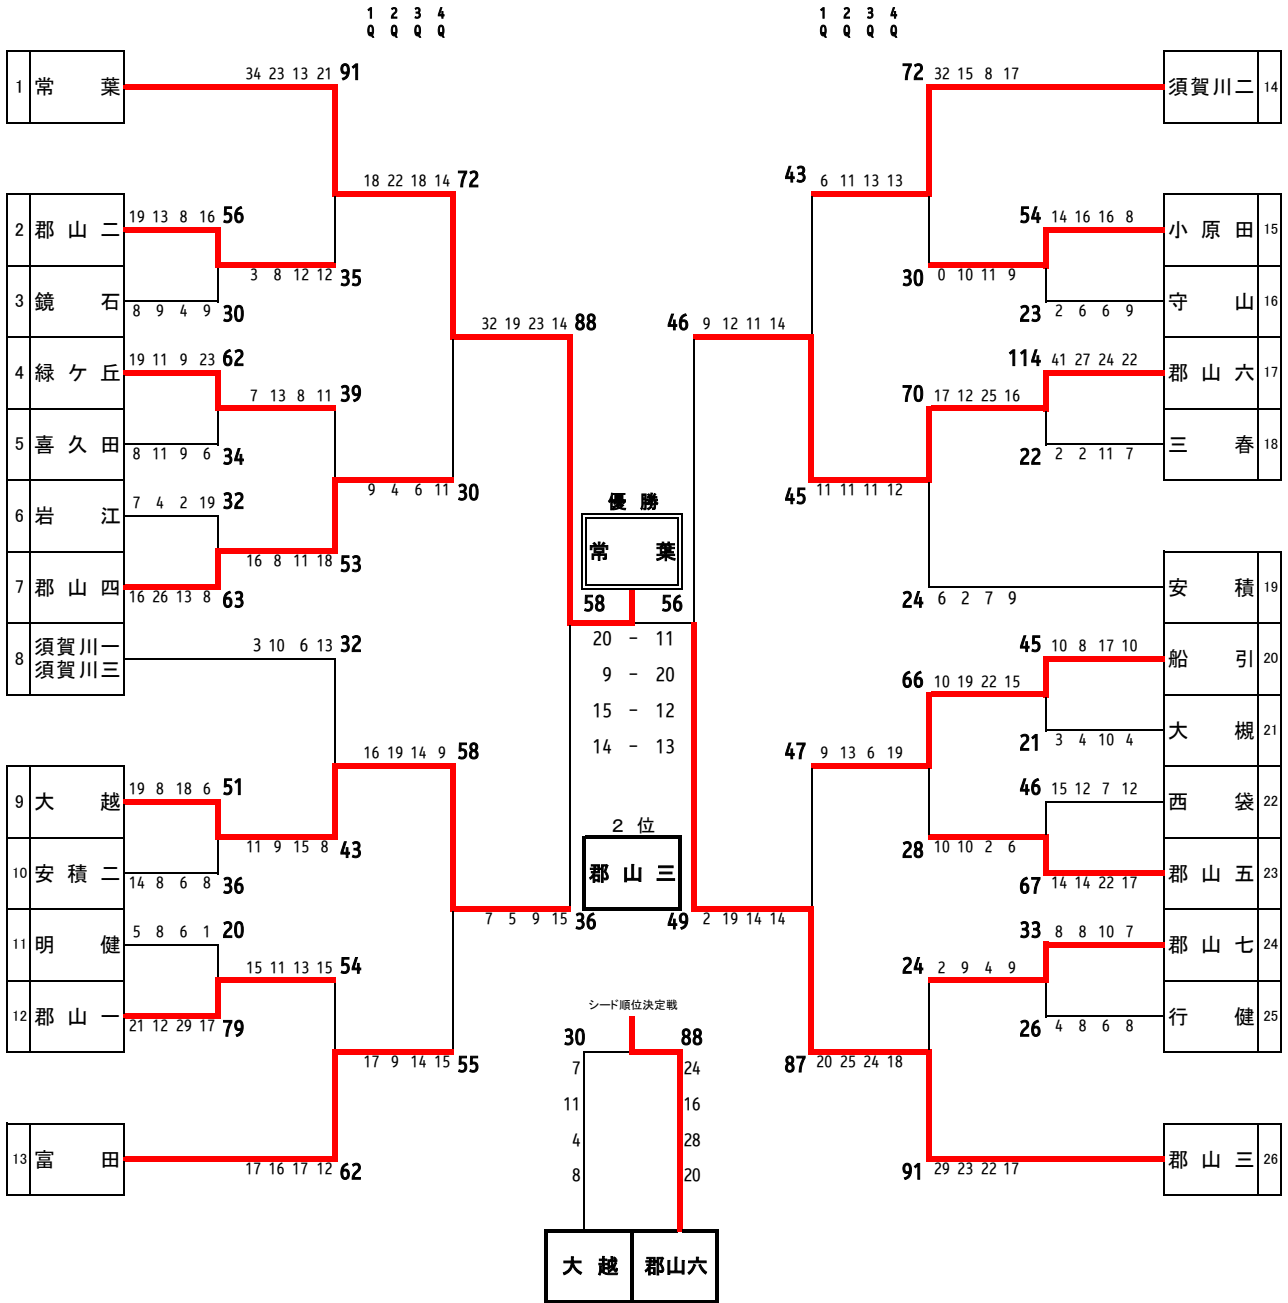 1 2 3 4
Q Q Q Q
1 2 3 4
Q Q Q Q
1 常 葉
34 23 13 21 91
18 22 18 14 72
2 郡 山 二
19 13 8 16 56
3 8 12 12 35
3 鏡 石
8 9 4 9 30
32 19 23 14 88
4 緑 ケ 丘
19 11 9 23 62
7 13 8 11 39
5 喜 久 田
8 11 9 6 34
9 4 6 11 30
6 岩 江
7 4 2 19 32
16 8 11 18 53
7 郡 山 四
16 26 13 8 63
8 須賀川一
須賀川三
3 10 6 13 32
16 19 14 9 58
9 大 越
19 8 18 6 51
11 9 15 8 43
10 安 積 二
14 8 6 8 36
7 5 9 15 36
11 明 健
5 8 6 1 20
15 11 13 15 54
12 郡 山 一
21 12 29 17 79
17 9 14 15 55
13 富 田
17 16 17 12 62
優 勝
常 葉
58 56
20 - 11
9 - 20
15 - 12
14 - 13
2 位
郡 山 三
シード順位決定戦
30 88
7 24
11 16
4 28
8 20
大 越 郡山六
72 32 15 8 17
須賀川二 14
43 6 11 13 13
54 14 16 16 8
小 原 田 15
30 0 10 11 9
23 2 6 6 9
守 山 16
46 9 12 11 14
114 41 27 24 22
郡 山 六 17
70 17 12 25 16
22 2 2 11 7
三 春 18
45 11 11 11 12
24 6 2 7 9
安 積 19
45 10 8 17 10
船 引 20
66 10 19 22 15
21 3 4 10 4
大 槻 21
47 9 13 6 19
46 15 12 7 12
西 袋 22
28 10 10 2 6
67 14 14 22 17
郡 山 五 23
49 2 19 14 14
33 8 8 10 7
郡 山 七 24
24 2 9 4 9
26 4 8 6 8
行 健 25
87 20 25 24 18
91 29 23 22 17
郡 山 三 26